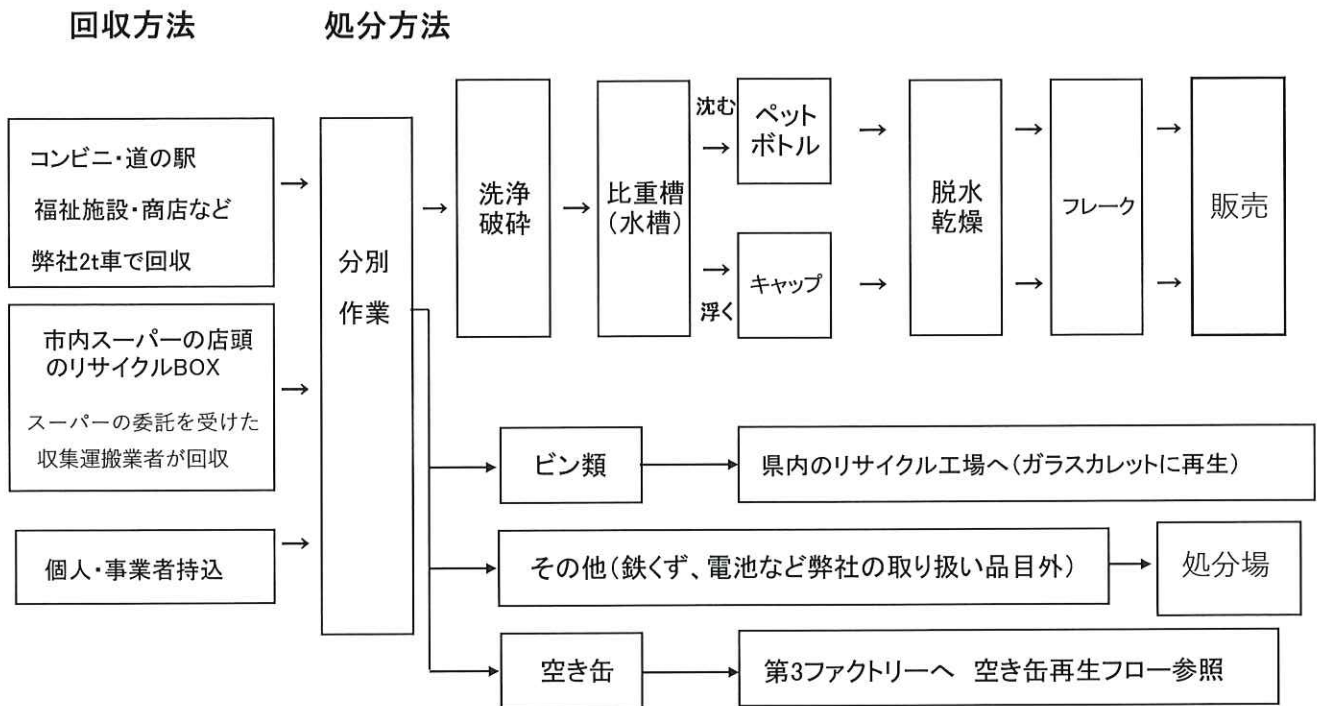 回収方法
処分方法
コンビニ・道の駅
福祉施設・商店など
弊社2t車で回収
市内スーパーの店頭
のリサイクルBOX
スーパーの委託を受けた
収集運搬業者が回収
個人・事業者持込
分別
作業
洗浄
破砕
比重槽
(水槽)
沈む
ペット
ボトル
浮く
キャップ
脱水
乾燥
フレーク
販売
ビン類
県内のリサイクル工場へ(ガラスカレットに再生)
その他(鉄くず、電池など弊社の取り扱い品目外)
処分場
空き缶
第3ファクトリーへ 空き缶再生フロー参照